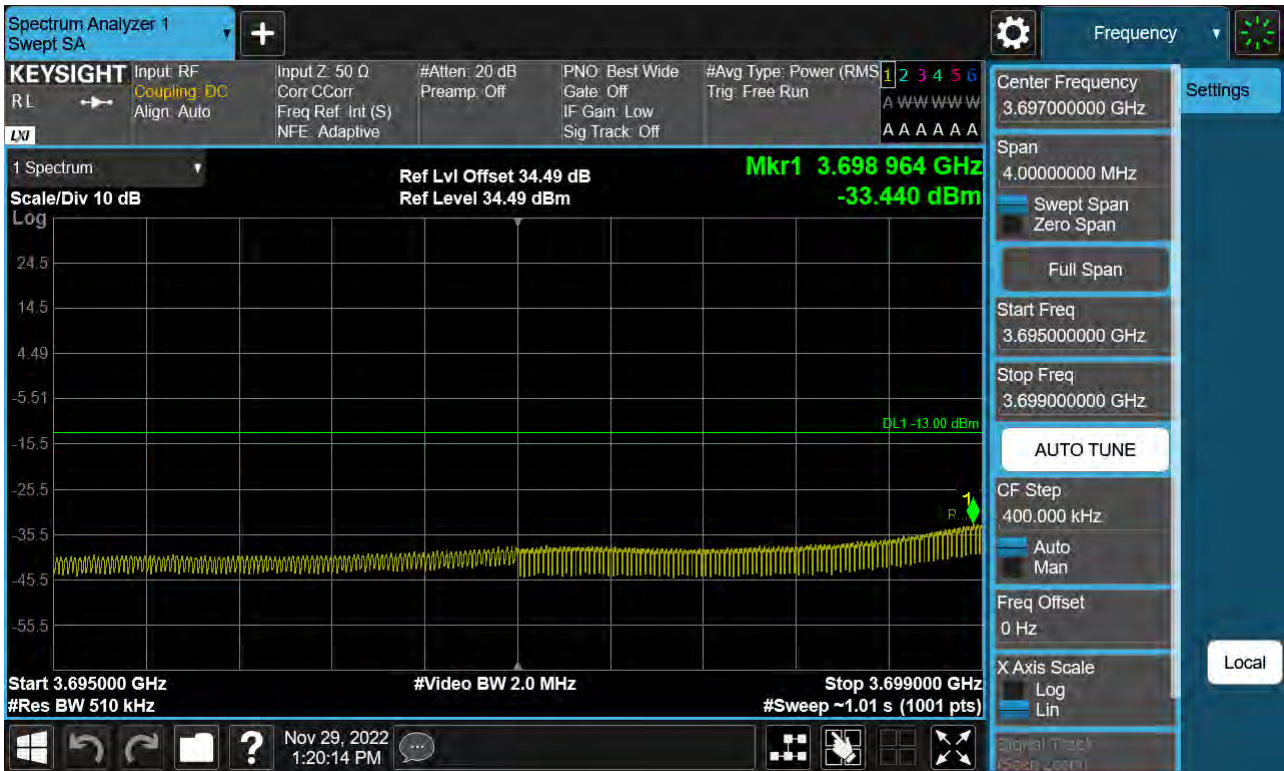 Spectrum Analyzer 1
Swept SA
+
Frequency
KEYSIGHT
RL
LXI
Input: RF
Coupling: DC
Align: Auto
Input Z: 50 Ω
Corr CCorr
Freq Ref: Int (S)
NFE: Adaptive
#Atten: 20 dB
Preamp: Off
PNO: Best Wide
Gate: Off
IF Gain: Low
Sig Track: Off
#Avg Type: Power (RMS
Trig: Free Run
1 2 3 4 5 6
A W W W W W
A A A A A A
1 Spectrum
Scale/Div 10 dB
Log
Ref Lvl Offset 34.49 dB
Ref Level 34.49 dBm
Mkr1 3.698 964 GHz
-33.440 dBm
24.5
14.5
4.49
-5.51
DL1 -13.00 dBm
-15.5
-25.5
1
R...
-35.5
-45.5
-55.5
Start 3.695000 GHz
#Res BW 510 kHz
#Video BW 2.0 MHz
Stop 3.699000 GHz
#Sweep ~1.01 s (1001 pts)
Center Frequency
3.697000000 GHz
Span
4.00000000 MHz
Swept Span
Zero Span
Full Span
Start Freq
3.695000000 GHz
Stop Freq
3.699000000 GHz
AUTO TUNE
CF Step
400.000 kHz
Auto
Man
Freq Offset
0 Hz
X Axis Scale
Log
Lin
Signal Track
(Span Zoom)
Settings
Local
?
Nov 29, 2022
1:20:14 PM